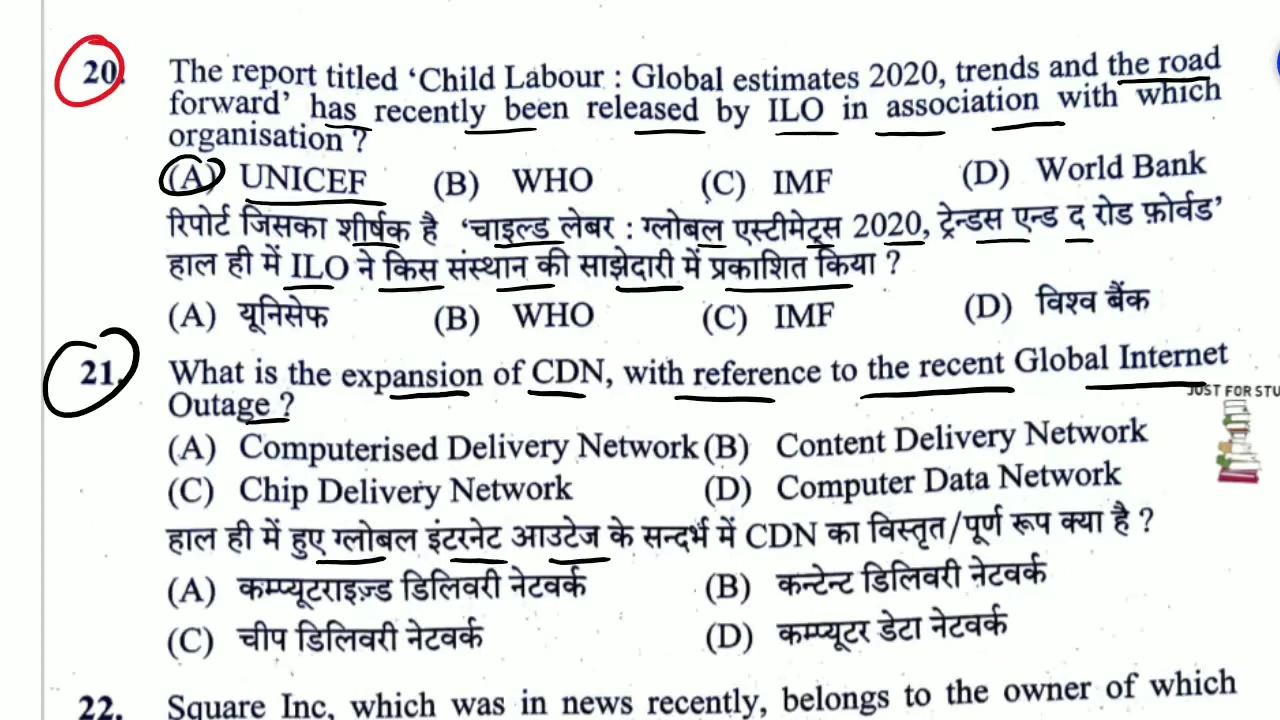 20. The report titled ‘Child Labour : Global estimates 2020, trends and the road
forward’ has recently been released by ILO in association with which
organisation ?
(A) UNICEF (B) WHO (C) IMF (D) World Bank
रिपोर्ट जिसका शीर्षक है ‘चाइल्ड लेबर : ग्लोबल एस्टीमेट्स 2020, ट्रेन्डस एन्ड द रोड फ़ोर्वर्ड’
हाल ही में ILO ने किस संस्थान की साझेदारी में प्रकाशित किया ?
(A) यूनिसेफ (B) WHO (C) IMF (D) विश्व बैंक
21. What is the expansion of CDN, with reference to the recent Global Internet
Outage ?
JUST FOR STU
(A) Computerised Delivery Network (B) Content Delivery Network
(C) Chip Delivery Network (D) Computer Data Network
हाल ही में हुए ग्लोबल इंटरनेट आउटेज के सन्दर्भ में CDN का विस्तृत/पूर्ण रूप क्या है ?
(A) कम्प्यूटराइज़्ड डिलिवरी नेटवर्क (B) कन्टेन्ट डिलिवरी नेटवर्क
(C) चीप डिलिवरी नेटवर्क (D) कम्प्यूटर डेटा नेटवर्क
22. Square Inc, which was in news recently, belongs to the owner of which